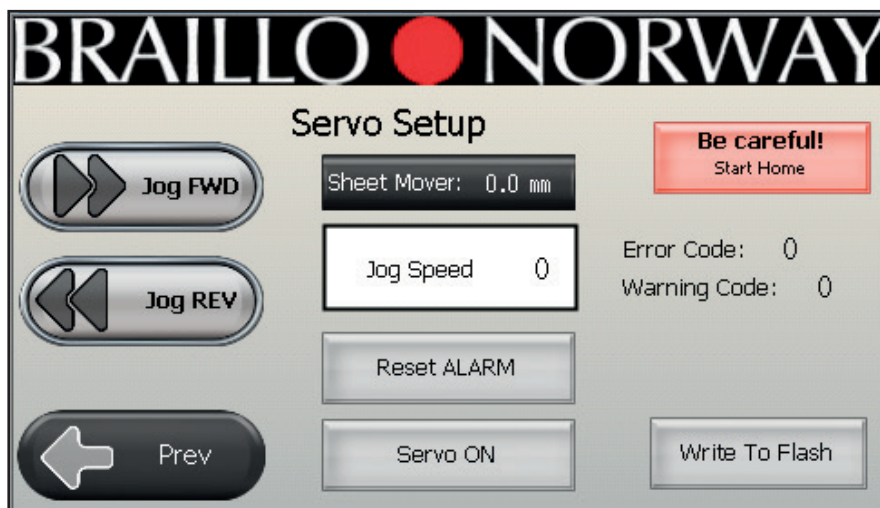 BRAILLO NORWAY
Servo Setup
Be careful!
Start Home
Jog FWD
Sheet Mover: 0.0 mm
Jog Speed 0
Error Code: 0
Warning Code: 0
Jog REV
Reset ALARM
Prev
Servo ON
Write To Flash